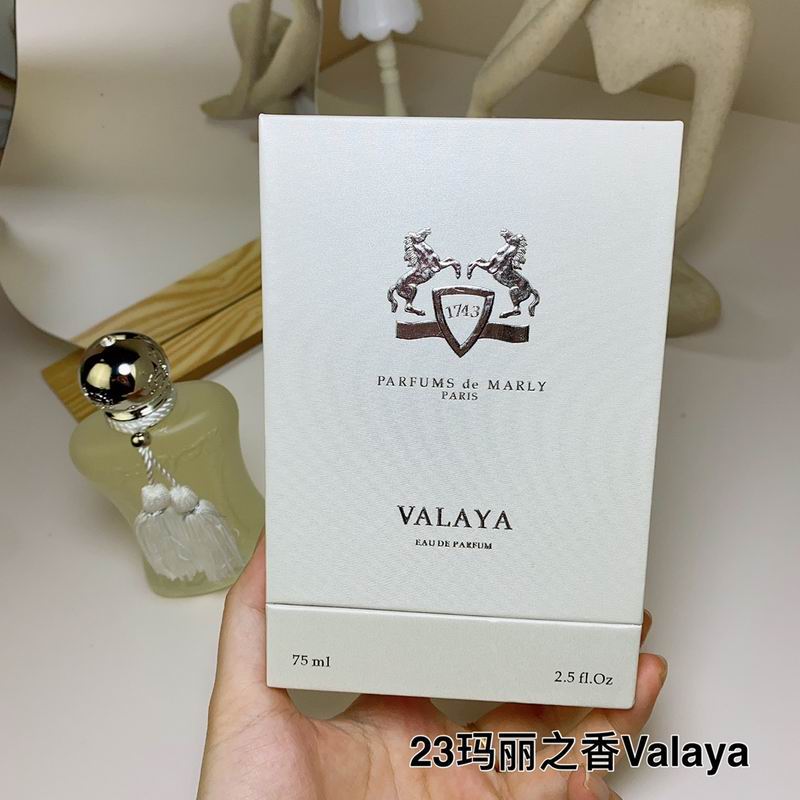 1743
PARFUMS de MARLY
PARIS
VALAYA
EAU DE PARFUM
75 ml
2.5 fl.Oz
23玛丽之香Valaya